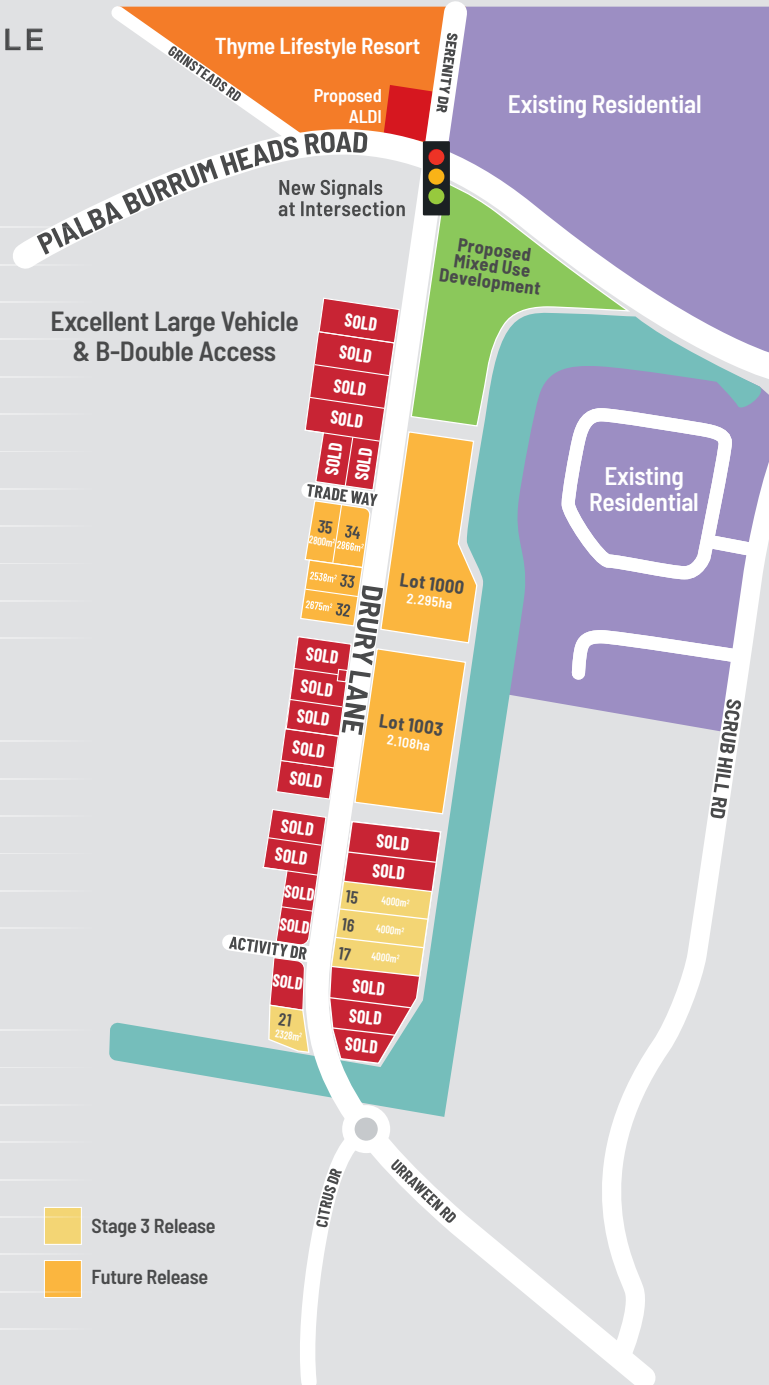 LE
Thyme Lifestyle Resort
SERENITY DR
GRINSTEADS RD
Proposed
ALDI
Existing Residential
PIALBA BURRUM HEADS ROAD
New Signals
at Intersection
Proposed
Mixed Use
Development
Excellent Large Vehicle
& B-Double Access
SOLD
SOLD
SOLD
SOLD
SOLD
SOLD
TRADE WAY
35
2800m²
34
2866m²
2538m² 33
2675m² 32
Lot 1000
2.295ha
Existing
Residential
DRURY LANE
SOLD
SOLD
SOLD
SOLD
SOLD
Lot 1003
2.108ha
SCRUB HILL RD
SOLD
SOLD
SOLD
SOLD
SOLD
SOLD
15 4000m²
16 4000m²
17 4000m²
ACTIVITY DR
SOLD
SOLD
SOLD
SOLD
21
2328m²
CITRUS DR
URRAWEEN RD
Stage 3 Release
Future Release